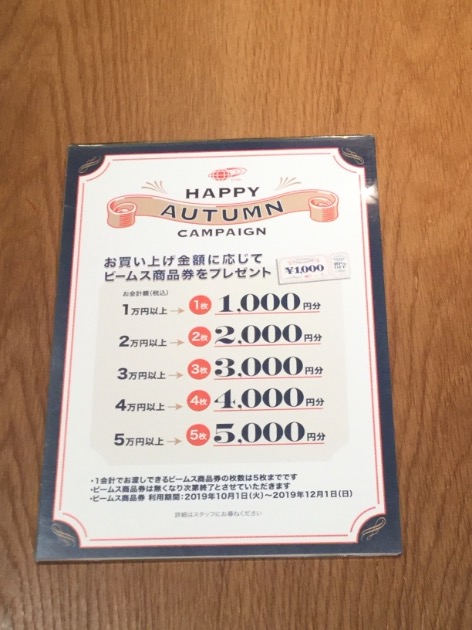 HAPPY
AUTUMN
CAMPAIGN
お買い上げ金額に応じて
ビームス商品券をプレゼント
¥1,000
お会計額(税込)
1万円以上→1枚 1,000円分
2万円以上→2枚 2,000円分
3万円以上→3枚 3,000円分
4万円以上→4枚 4,000円分
5万円以上→5枚 5,000円分
・1会計でお渡しできるビームス商品券の枚数は5枚までです
・ビームス商品券は無くなり次第終了とさせていただきます
・ビームス商品券 利用期間:2019年10月1日(火)～2019年12月1日(日)
詳細はスタッフにお尋ねください